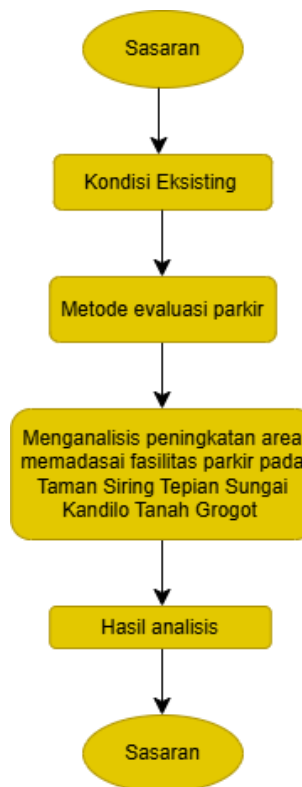 Sasaran
Kondisi Eksisting
Metode evaluasi parkir
Menganalisis peningkatan area
memadasai fasilitas parkir pada
Taman Siring Tepian Sungai
Kandilo Tanah Grogot
Hasil analisis
Sasaran